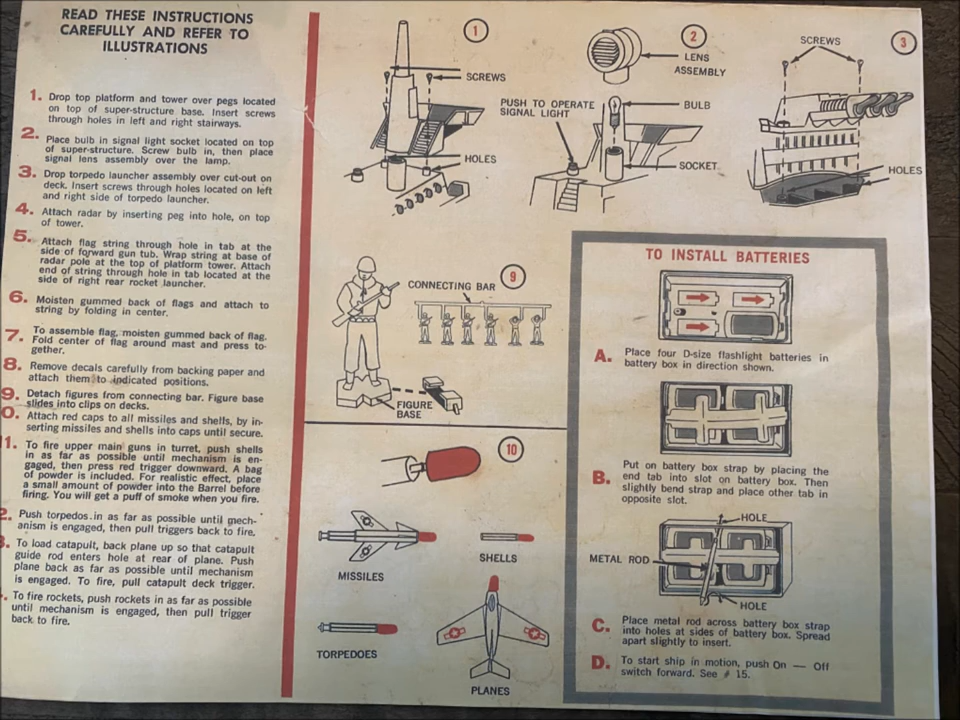 READ THESE INSTRUCTIONS
CAREFULLY AND REFER TO
ILLUSTRATIONS
1. Drop top platform and tower over pegs located
on top of super-structure base. Insert screws
through holes in left and right stairways.
2. Place bulb in signal light socket located on top
of super-structure. Screw bulb in, then place
signal lens assembly over the lamp.
3. Drop torpedo launcher assembly over cut-out on
deck. Insert screws through holes located on left
and right side of torpedo launcher.
4. Attach radar by inserting peg into hole, on top
of tower.
5. Attach flag string through hole in tab at the
side of forward gun tub. Wrap string at base of
radar pole at the top of platform tower. Attach
end of string through hole in tab located at the
side of right rear rocket launcher.
6. Moisten gummed back of flags and attach to
string by folding in center.
7. To assemble flag, moisten gummed back of flag.
Fold center of flag around mast and press to-
gether.
8. Remove decals carefully from backing paper and
attach them to indicated positions.
9. Detach figures from connecting bar. Figure base
slides into clips on decks.
0. Attach red caps to all missiles and shells, by in-
serting missiles and shells into caps until secure.
1. To fire upper main guns in turret, push shells
in as far as possible until mechanism is en-
gaged, then press red trigger downward. A bag
of powder is included. For realistic effect, place
a small amount of powder into the Barrel before
firing. You will get a puff of smoke when you fire.
2. Push torpedos in as far as possible until mech-
anism is engaged, then pull triggers back to fire.
3. To load catapult, back plane up so that catapult
guide rod enters hole at rear of plane. Push
plane back as far as possible until mechanism
is engaged. To fire, pull catapult deck trigger.
. To fire rockets, push rockets in as far as possible
until mechanism is engaged, then pull trigger
back to fire.
1
SCREWS
HOLES
2
LENS
ASSEMBLY
PUSH TO OPERATE
SIGNAL LIGHT
BULB
SOCKET
3
SCREWS
HOLES
9
CONNECTING BAR
FIGURE
BASE
10
MISSILES
SHELLS
TORPEDOES
PLANES
TO INSTALL BATTERIES
A. Place four D-size flashlight batteries in
battery box in direction shown.
B. Put on battery box strap by placing the
end tab into slot on battery box. Then
slightly bend strap and place other tab in
opposite slot.
HOLE
METAL ROD
HOLE
C. Place metal rod across battery box strap
into holes at sides of battery box. Spread
apart slightly to insert.
D. To start ship in motion, push On — Off
switch forward. See # 15.